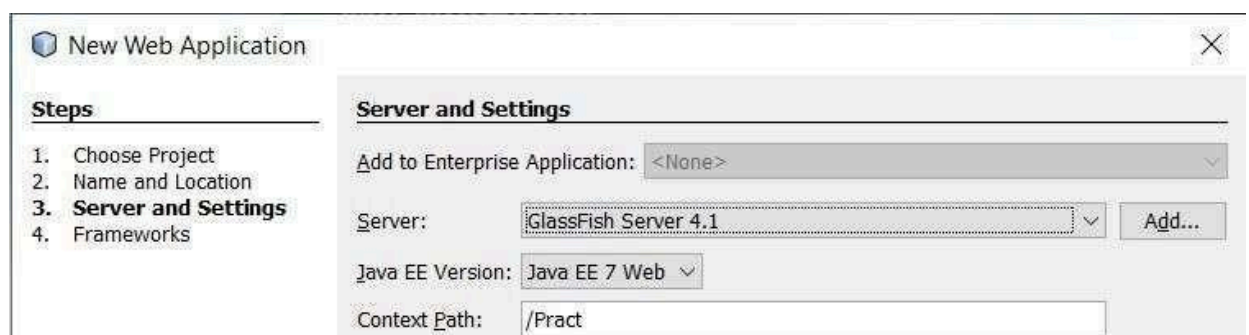 New Web Application
Steps
1. Choose Project
2. Name and Location
3. Server and Settings
4. Frameworks
Server and Settings
Add to Enterprise Application: <None>
Server: GlassFish Server 4.1 Add...
Java EE Version: Java EE 7 Web
Context Path: /Pract